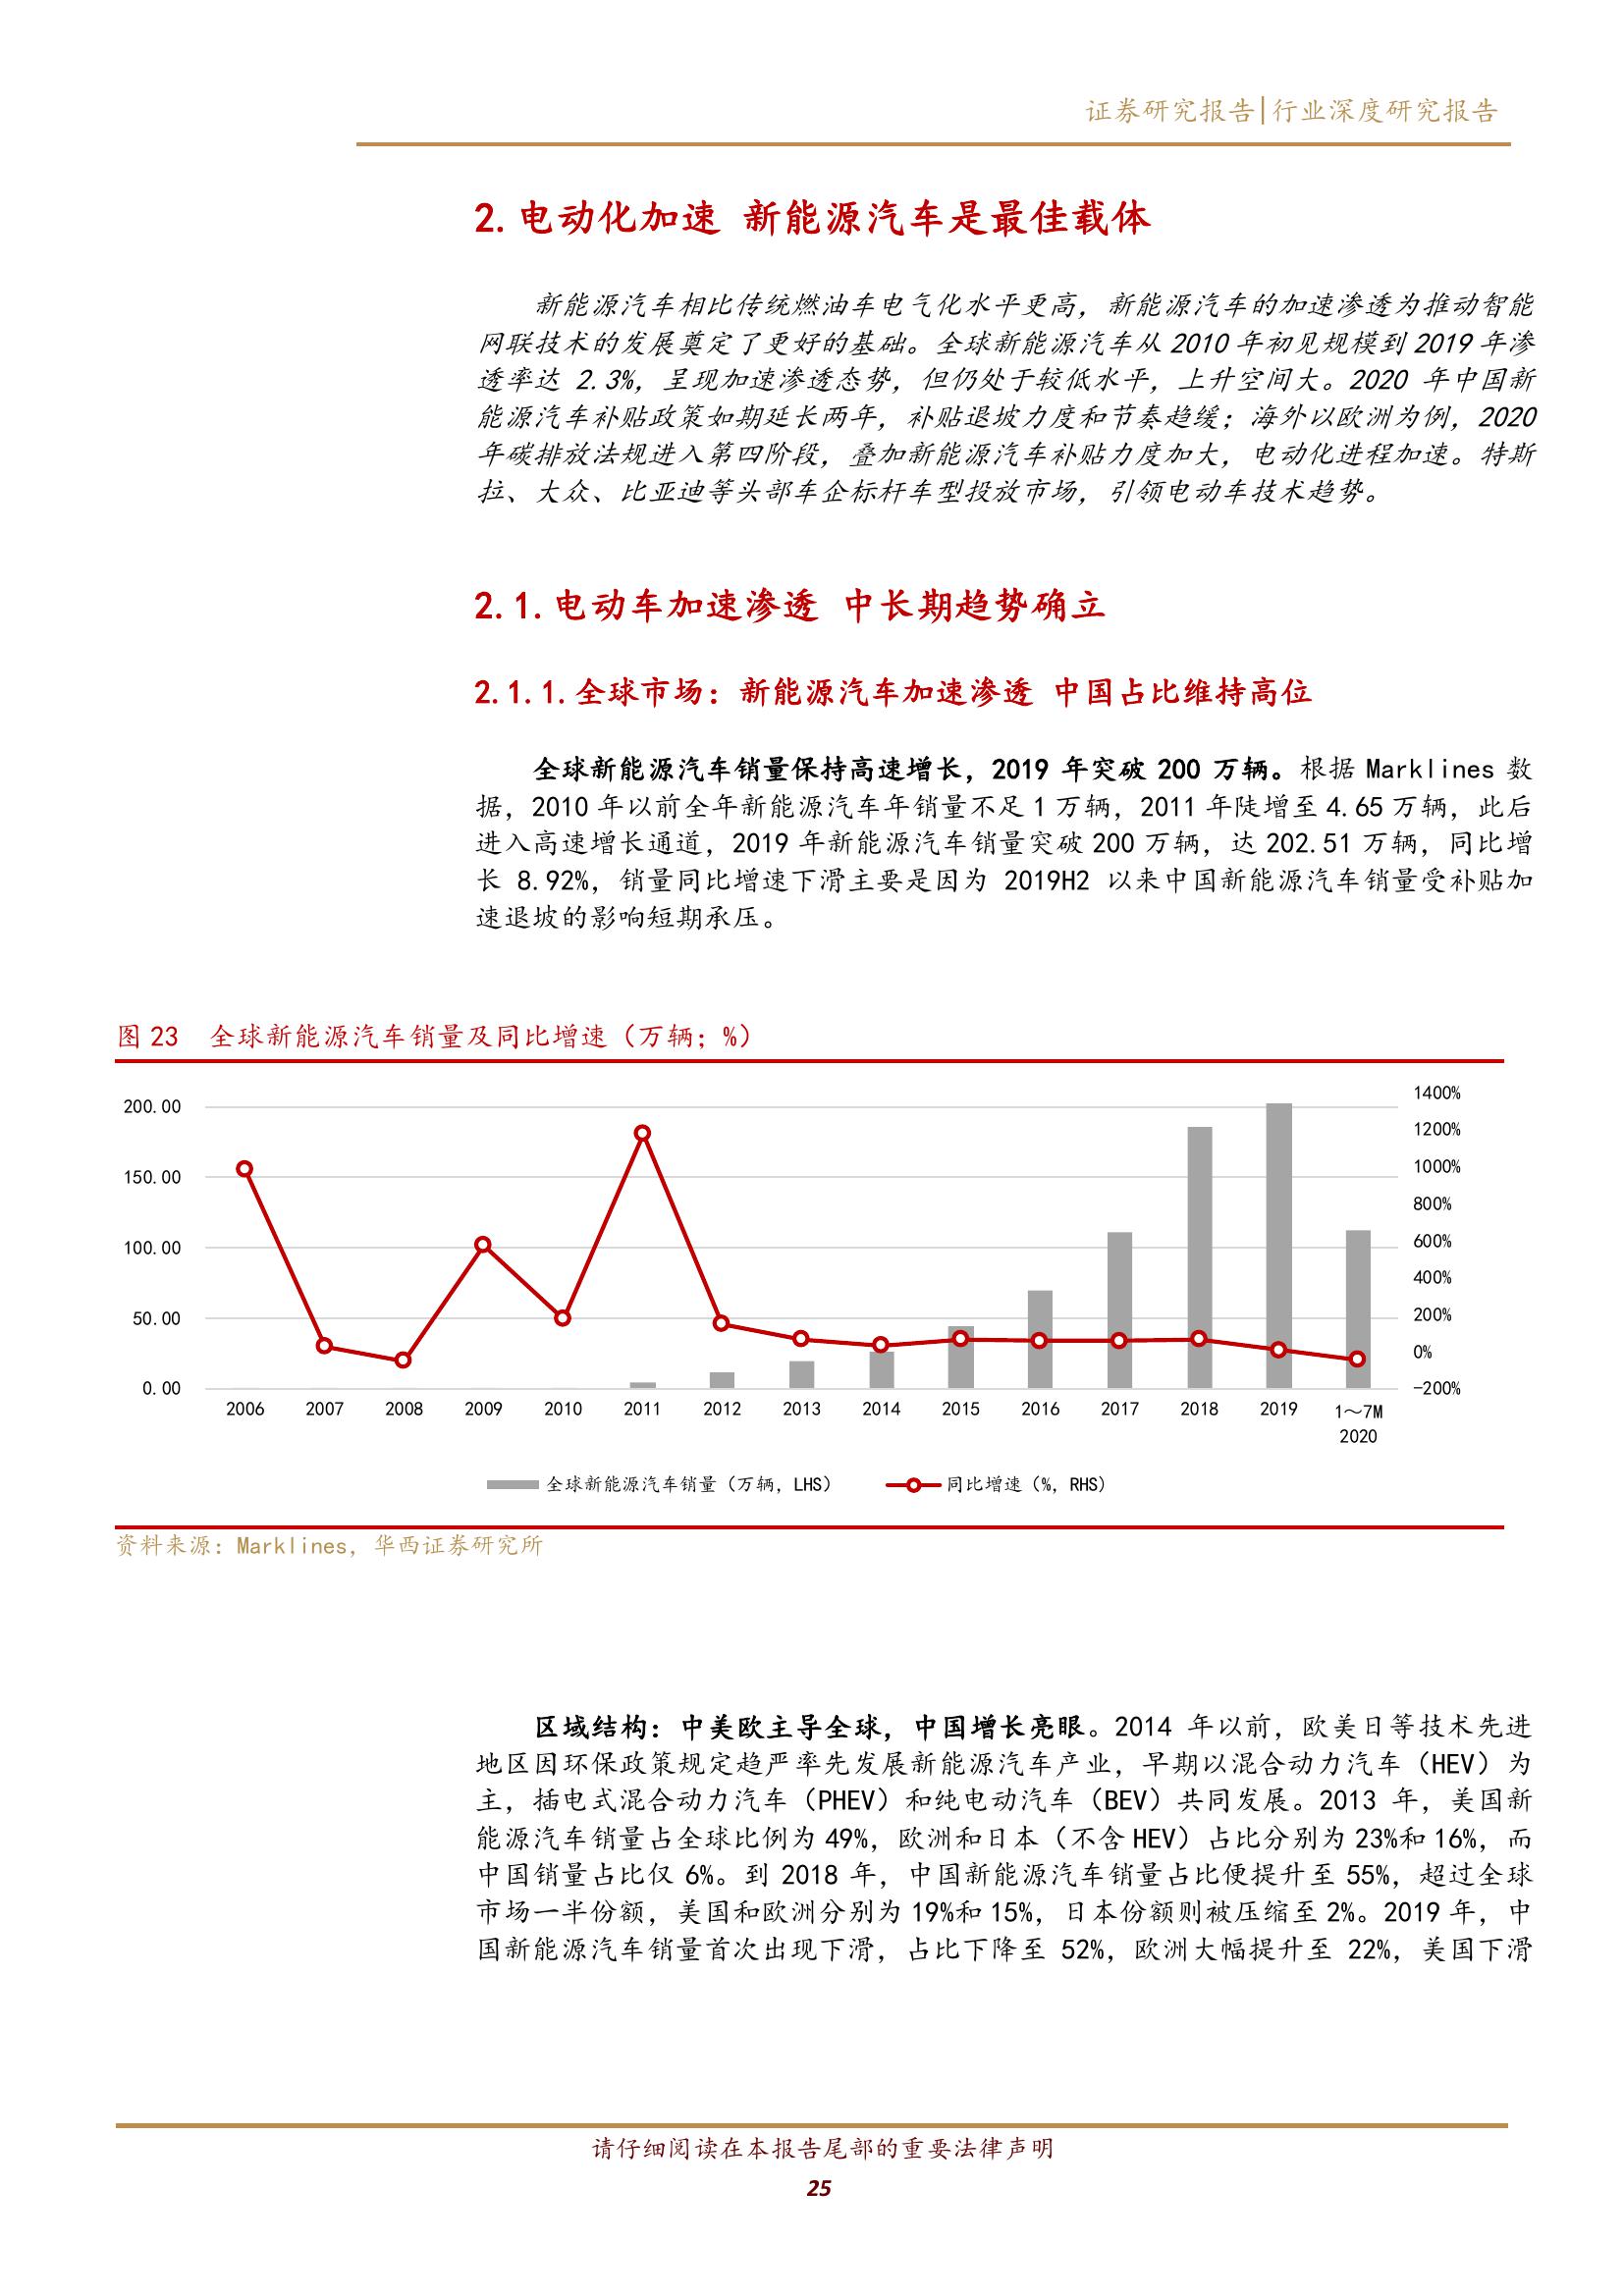 证券研究报告|行业深度研究报告
2.电动化加速 新能源汽车是最佳载体
新能源汽车相比传统燃油车电气化水平更高，新能源汽车的加速渗透为推动智能
网联技术的发展奠定了更好的基础。全球新能源汽车从 2010 年初见规模到 2019 年渗
透率达 2.3%，呈现加速渗透态势，但仍处于较低水平，上升空间大。2020 年中国新
能源汽车补贴政策如期延长两年，补贴退坡力度和节奏趋缓；海外以欧洲为例，2020
年碳排放法规进入第四阶段，叠加新能源汽车补贴力度加大，电动化进程加速。特斯
拉、大众、比亚迪等头部车企标杆车型投放市场，引领电动车技术趋势。
2.1.电动车加速渗透 中长期趋势确立
2.1.1.全球市场：新能源汽车加速渗透 中国占比维持高位
全球新能源汽车销量保持高速增长，2019 年突破 200 万辆。根据 Marklines 数
据，2010 年以前全年新能源汽车年销量不足 1 万辆，2011 年陡增至 4.65 万辆，此后
进入高速增长通道，2019 年新能源汽车销量突破 200 万辆，达 202.51 万辆，同比增
长 8.92%，销量同比增速下滑主要是因为 2019H2 以来中国新能源汽车销量受补贴加
速退坡的影响短期承压。
图 23 全球新能源汽车销量及同比增速（万辆；%）
200.00
150.00
100.00
50.00
0.00
1400%
1200%
1000%
800%
600%
400%
200%
0%
-200%
2006 2007 2008 2009 2010 2011 2012 2013 2014 2015 2016 2017 2018 2019 1～7M
2020
全球新能源汽车销量（万辆，LHS） 同比增速（%，RHS）
资料来源：Marklines，华西证券研究所
区域结构：中美欧主导全球，中国增长亮眼。2014 年以前，欧美日等技术先进
地区因环保政策规定趋严率先发展新能源汽车产业，早期以混合动力汽车（HEV）为
主，插电式混合动力汽车（PHEV）和纯电动汽车（BEV）共同发展。2013 年，美国新
能源汽车销量占全球比例为 49%，欧洲和日本（不含 HEV）占比分别为 23%和 16%，而
中国销量占比仅 6%。到 2018 年，中国新能源汽车销量占比便提升至 55%，超过全球
市场一半份额，美国和欧洲分别为 19%和 15%，日本份额则被压缩至 2%。2019 年，中
国新能源汽车销量首次出现下滑，占比下降至 52%，欧洲大幅提升至 22%，美国下滑
请仔细阅读在本报告尾部的重要法律声明
25